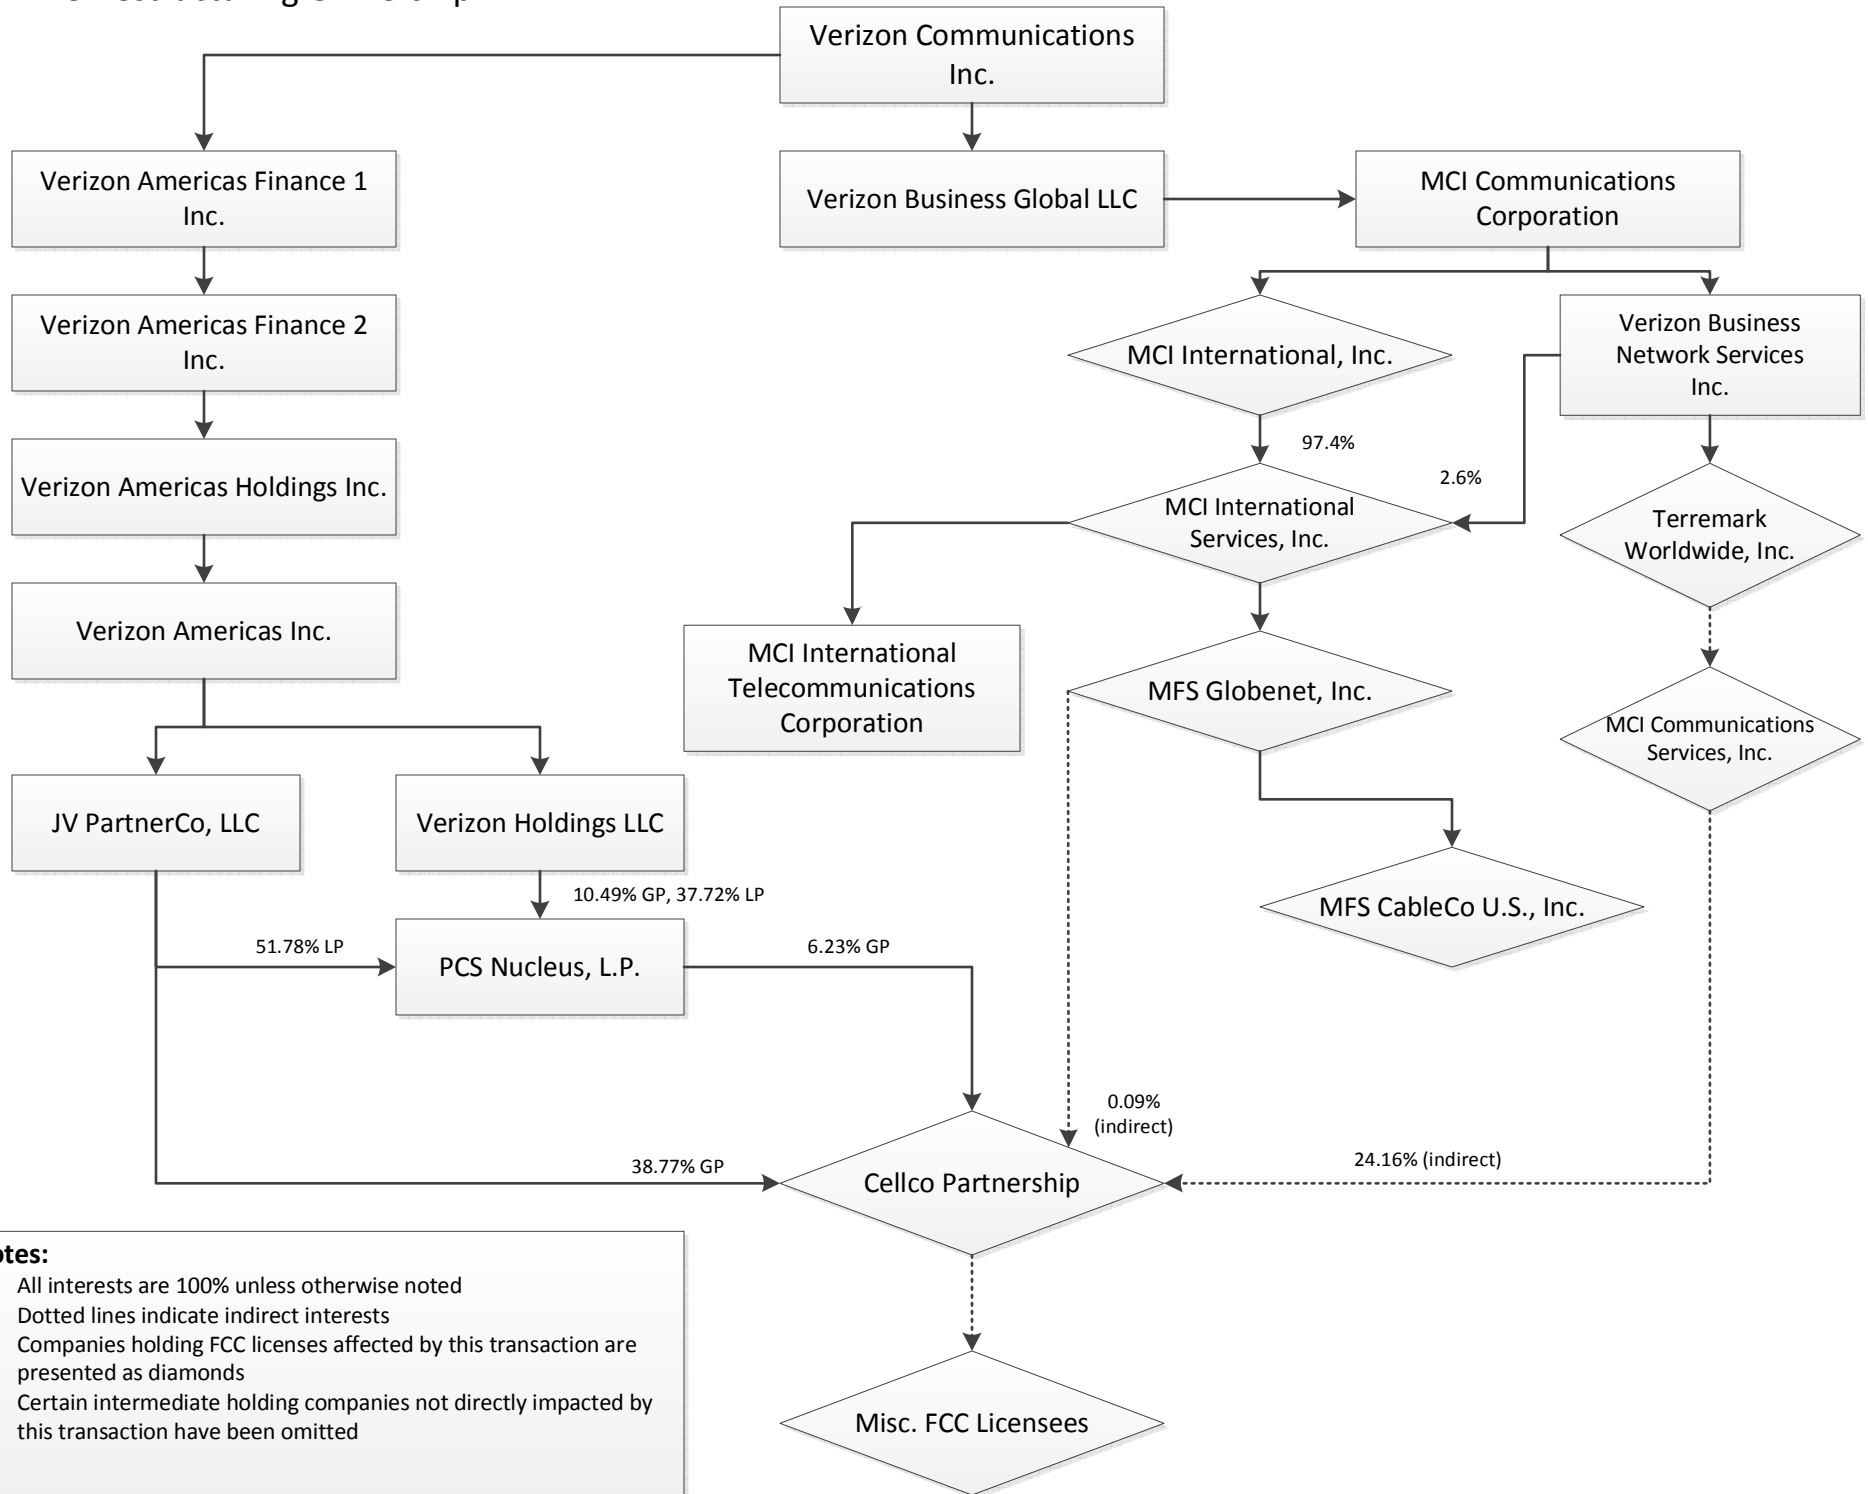 Verizon Communications
Inc.
Verizon Americas Finance 1
Inc.
Verizon Business Global LLC
MCI Communications
Corporation
Verizon Americas Finance 2
Inc.
MCI International, Inc.
Verizon Business
Network Services
Inc.
97.4%
2.6%
Verizon Americas Holdings Inc.
MCI International
Services, Inc.
Terremark
Worldwide, Inc.
Verizon Americas Inc.
MCI International
Telecommunications
Corporation
MFS Globenet, Inc.
MCI Communications
Services, Inc.
JV PartnerCo, LLC
Verizon Holdings LLC
10.49% GP, 37.72% LP
MFS CableCo U.S., Inc.
51.78% LP
PCS Nucleus, L.P.
6.23% GP
0.09%
(indirect)
38.77% GP
Cellco Partnership
24.16% (indirect)
All interests are 100% unless otherwise noted
Dotted lines indicate indirect interests
Companies holding FCC licenses affected by this transaction are
presented as diamonds
Certain intermediate holding companies not directly impacted by
this transaction have been omitted
Misc. FCC Licensees